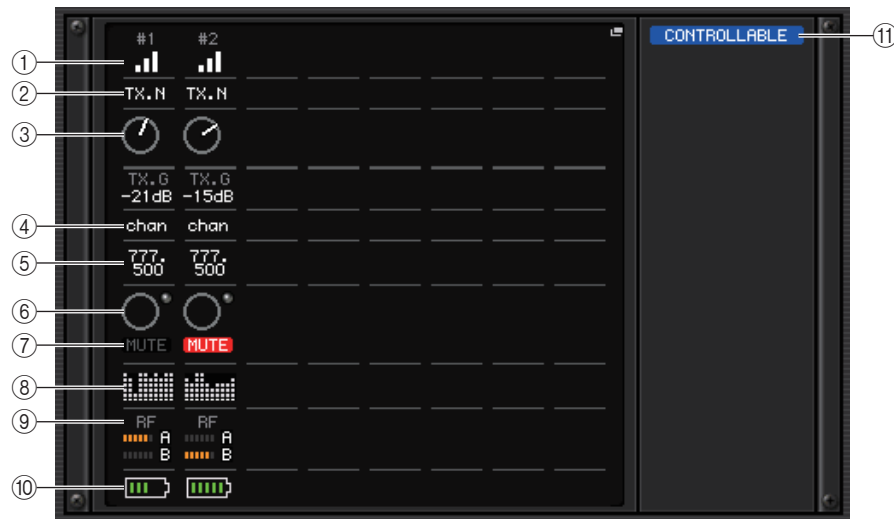 #1 #2
CONTROLLABLE
⑪
①
② TX.N TX.N
③
TX.G TX.G
-21dB -15dB
④ chan chan
⑤ 777. 777.
500 500
⑥
⑦ MUTE MUTE
⑧
⑨ RF RF
A A
B B
⑩